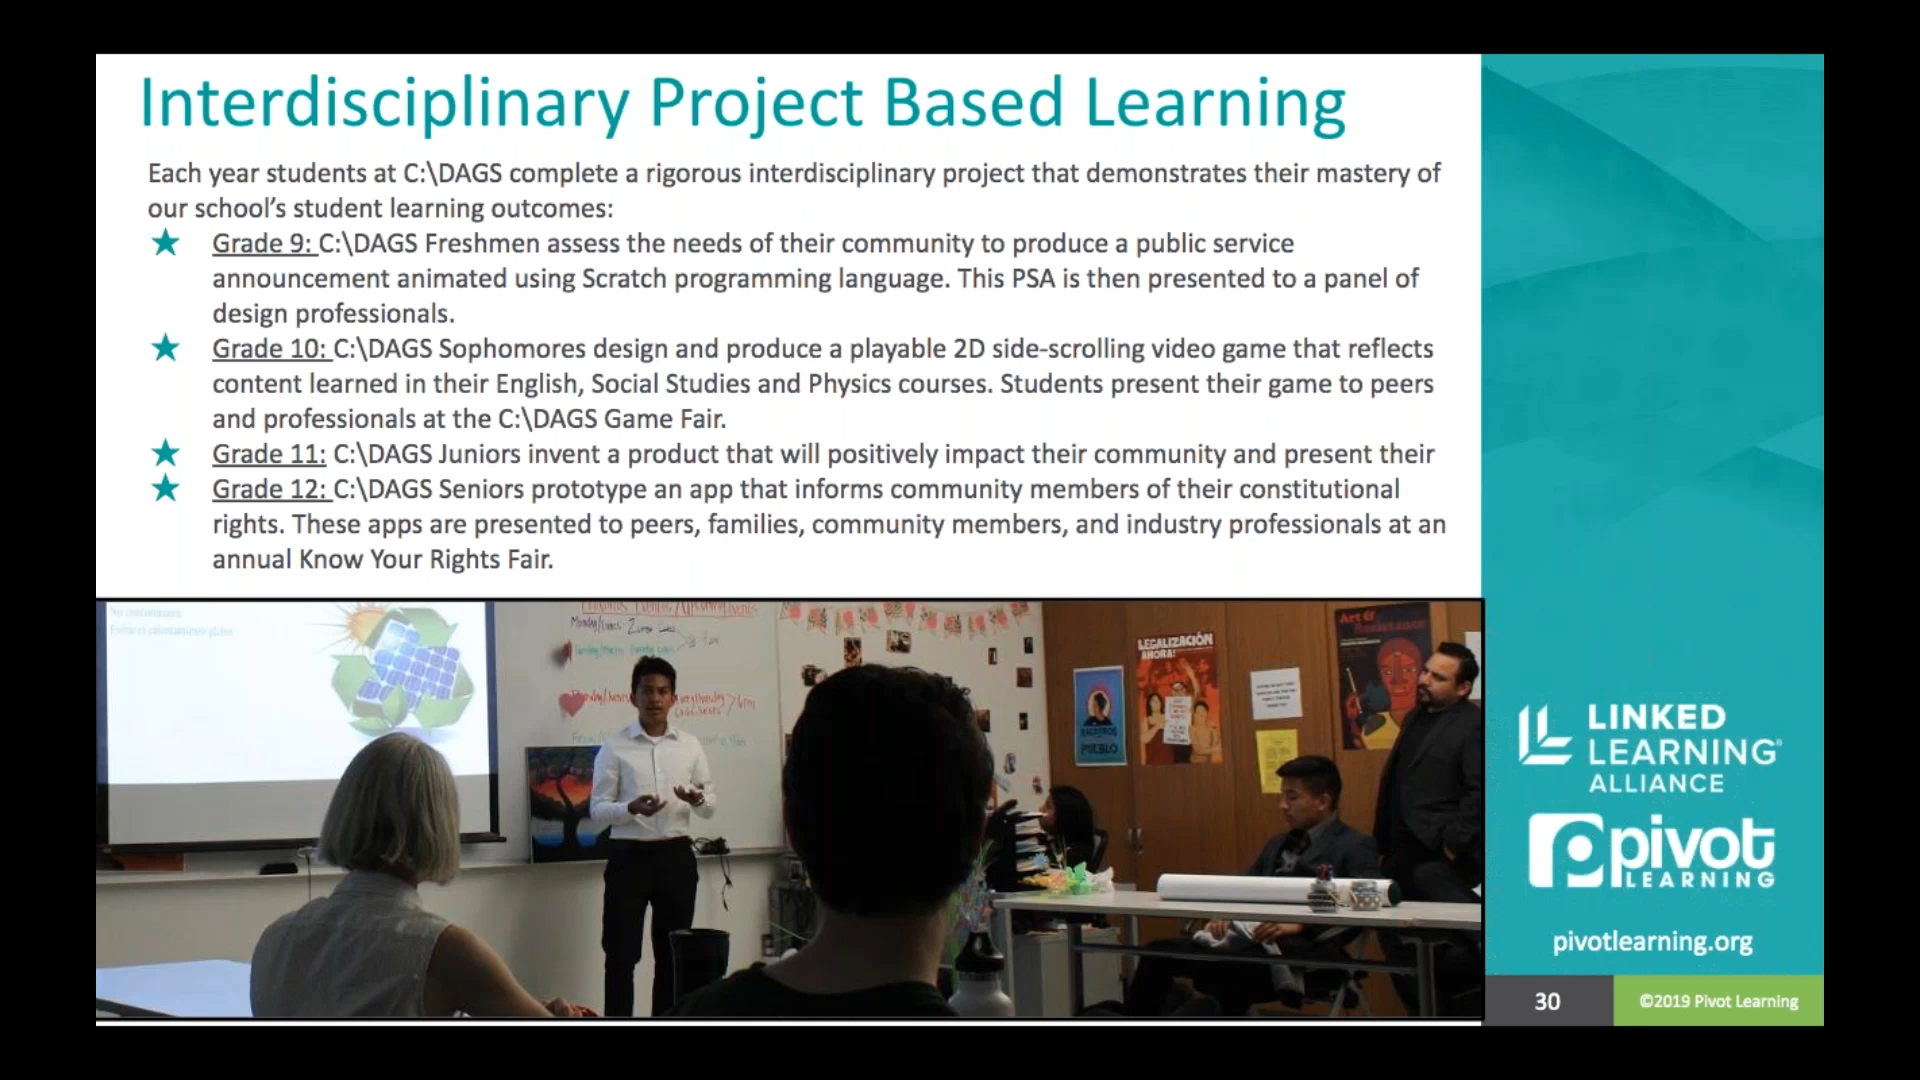 Interdisciplinary Project Based Learning
Each year students at C:\DAGS complete a rigorous interdisciplinary project that demonstrates their mastery of
our school's student learning outcomes:
★ Grade 9: C:\DAGS Freshmen assess the needs of their community to produce a public service
announcement animated using Scratch programming language. This PSA is then presented to a panel of
design professionals.
★ Grade 10: C:\DAGS Sophomores design and produce a playable 2D side-scrolling video game that reflects
content learned in their English, Social Studies and Physics courses. Students present their game to peers
and professionals at the C:\DAGS Game Fair.
★ Grade 11: C:\DAGS Juniors invent a product that will positively impact their community and present their
★ Grade 12: C:\DAGS Seniors prototype an app that informs community members of their constitutional
rights. These apps are presented to peers, families, community members, and industry professionals at an
annual Know Your Rights Fair.
LEGALIZACIÓN
AHORA!
Art &
Resistance
PUEBLO
LINKED
LEARNING
ALLIANCE
pivot
LEARNING
pivotlearning.org
30
©2019 Pivot Learning